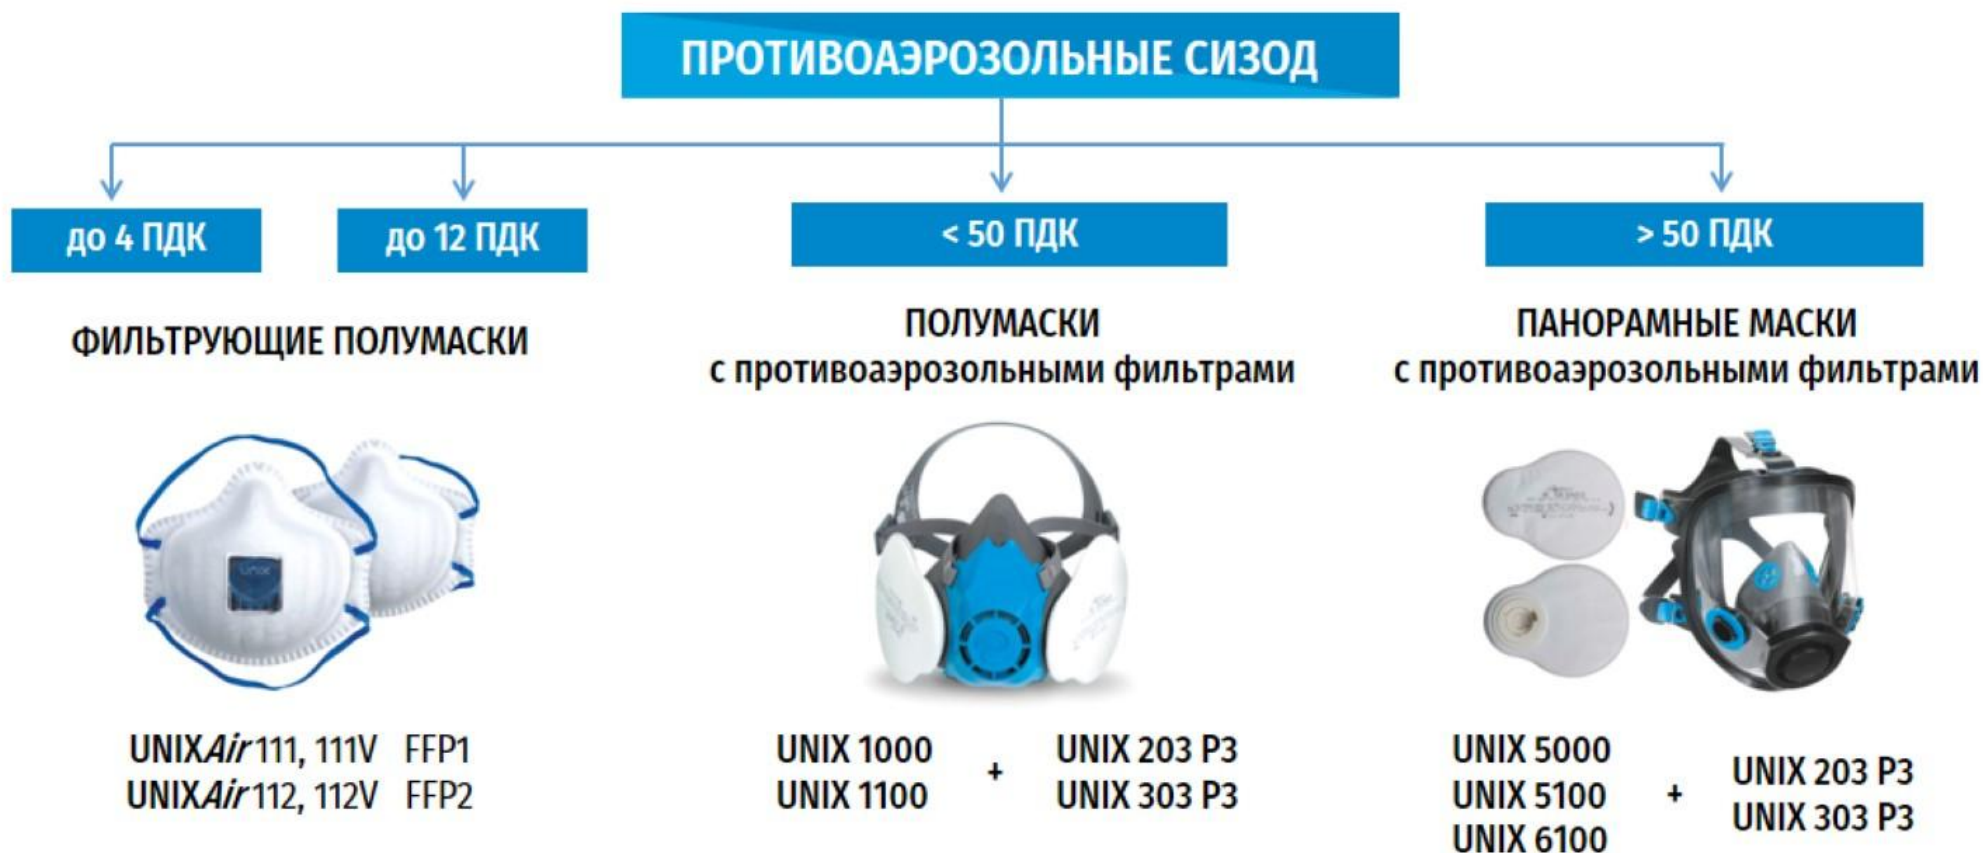 ПРОТИВОАЭРОЗОЛЬНЫЕ СИЗОД
до 4 ПДК
до 12 ПДК
< 50 ПДК
> 50 ПДК
ФИЛЬТРУЮЩИЕ ПОЛУМАСКИ
ПОЛУМАСКИ
с противоаэрозольными фильтрами
ПАНОРАМНЫЕ МАСКИ
с противоаэрозольными фильтрами
UNIX
UNIXAir 111, 111V FFP1
UNIXAir 112, 112V FFP2
UNIX 1000
UNIX 1100
+
UNIX 203 P3
UNIX 303 P3
UNIX 5000
UNIX 5100
UNIX 6100
+
UNIX 203 P3
UNIX 303 P3